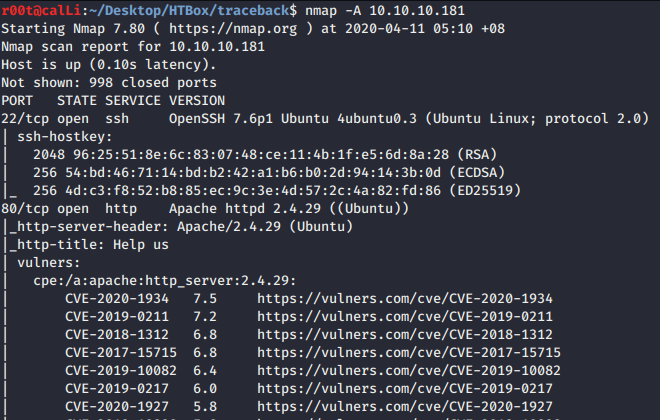 r00t@calLi:~/Desktop/HTBox/traceback$ nmap -A 10.10.10.181
Starting Nmap 7.80 ( https://nmap.org ) at 2020-04-11 05:10 +08
Nmap scan report for 10.10.10.181
Host is up (0.10s latency).
Not shown: 998 closed ports
PORT   STATE SERVICE VERSION
22/tcp open  ssh     OpenSSH 7.6p1 Ubuntu 4ubuntu0.3 (Ubuntu Linux; protocol 2.0)
| ssh-hostkey:
|   2048 96:25:51:8e:6c:83:07:48:ce:11:4b:1f:e5:6d:8a:28 (RSA)
|   256 54:bd:46:71:14:bd:b2:42:a1:b6:b0:2d:94:14:3b:0d (ECDSA)
|_  256 4d:c3:f8:52:b8:85:ec:9c:3e:4d:57:2c:4a:82:fd:86 (ED25519)
80/tcp open  http    Apache httpd 2.4.29 ((Ubuntu))
|_http-server-header: Apache/2.4.29 (Ubuntu)
|_http-title: Help us
| vulners:
|   cpe:/a:apache:http_server:2.4.29:
|       CVE-2020-1934   7.5     https://vulners.com/cve/CVE-2020-1934
|       CVE-2019-0211   7.2     https://vulners.com/cve/CVE-2019-0211
|       CVE-2018-1312   6.8     https://vulners.com/cve/CVE-2018-1312
|       CVE-2017-15715  6.8     https://vulners.com/cve/CVE-2017-15715
|       CVE-2019-10082  6.4     https://vulners.com/cve/CVE-2019-10082
|       CVE-2019-0217   6.0     https://vulners.com/cve/CVE-2019-0217
|       CVE-2020-1927   5.8     https://vulners.com/cve/CVE-2020-1927